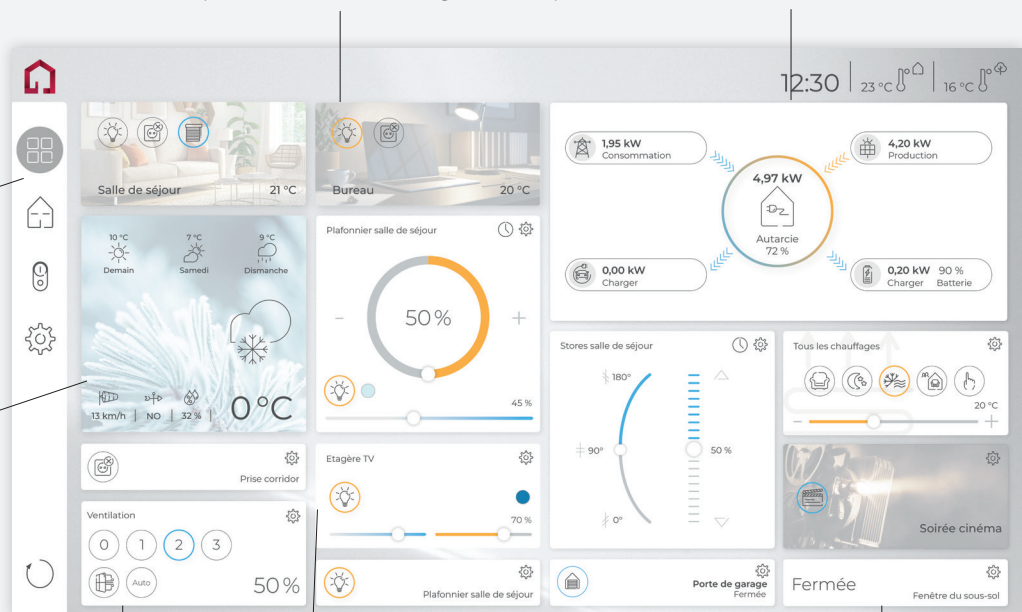 12:30
23 °C
16 °C
Salle de séjour
21 °C
Bureau
20 °C
1,95 kW
Consommation
4,20 kW
Production
4,97 kW
Autarcie
72 %
0,00 kW
Charger
0,20 kW 90 %
Charger Batterie
10 °C
Demain
7 °C
Samedi
9 °C
Dismanche
13 km/h
NO
32 %
0 °C
Plafonnier salle de séjour
-
50 %
+
45 %
Stores salle de séjour
180°
90°
0°
50 %
Tous les chauffages
20 °C
- +
Prise corridor
Etagère TV
70 %
Soirée cinéma
Ventilation
0 1 2 3
Auto
50 %
Plafonnier salle de séjour
Porte de garage
Fermée
Fermée
Fenêtre du sous-sol